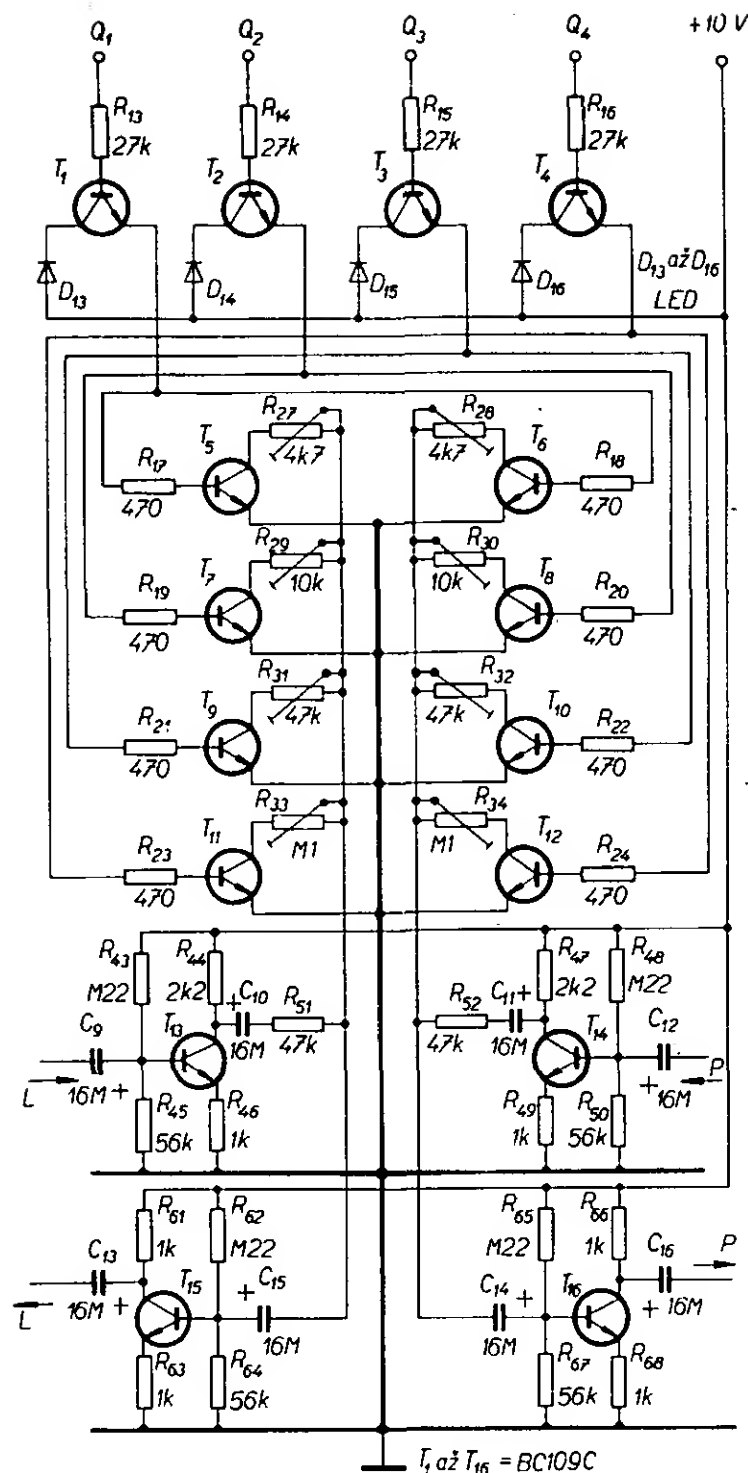 Q1 Q2 Q3 Q4 +10 V
R13 R14 R15 R16
27k 27k 27k 27k
T1 T2 T3 T4
D13 D14 D15 D16 D13 až D16
LED
R27 R28
T5 4k7 4k7 T6
R17 R18
470 470
R29 R30
T7 10k 10k T8
R19 R20
470 470
R31 R32
T9 47k 47k T10
R21 R22
470 470
R33 R34
T11 M1 M1 T12
R23 R24
470 470
R43 R44 R47 R48
M22 2k2 C10 C11 2k2 M22
+ R51 R52 +
C9 T13 16M 47k 47k 16M T14 C12
L 16M + + 16M P
R45 R46 R49 R50
56k 1k 1k 56k
R61 R62 R65 R66
1k M22 M22 1k
C13 T15 + C15 C14 + T16 C16 P
L 16M + 16M 16M + 16M
R63 R64 R67 R68
1k 56k 56k 1k
T1 až T16 = BC109C